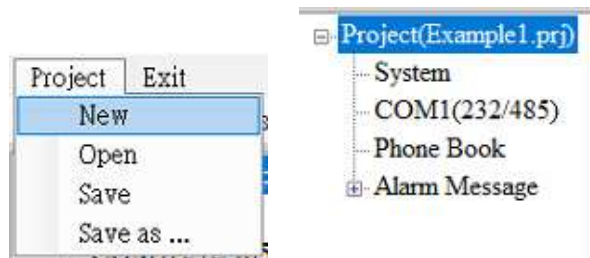 Project Exit
New
Open
Save
Save as ...
Project(Example1.prj)
System
COM1(232/485)
Phone Book
Alarm Message